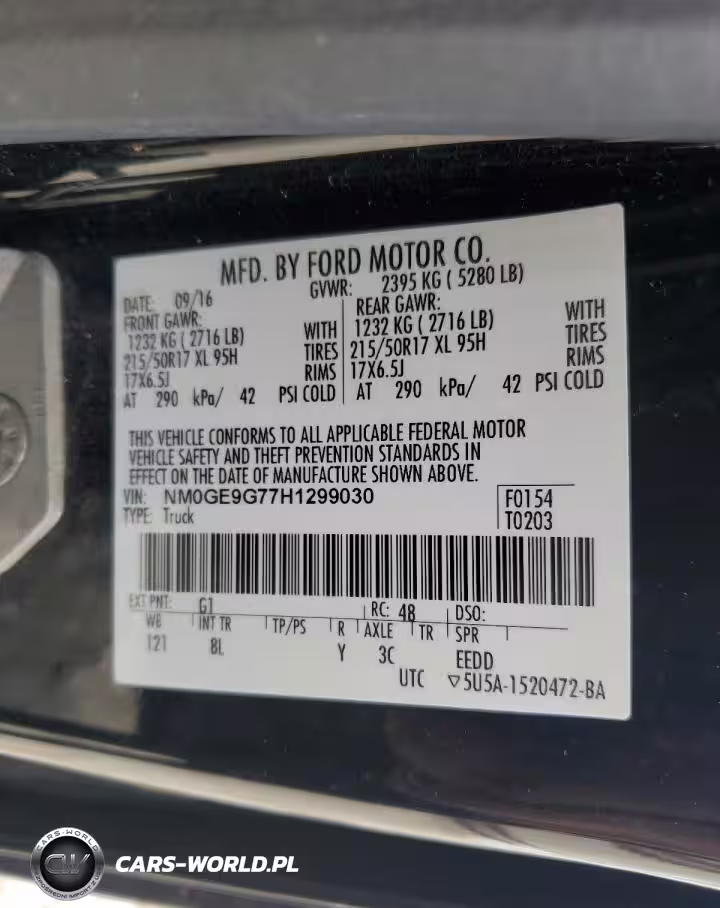 MFD. BY FORD MOTOR CO.
DATE: 09/16 GVWR: 2395 KG ( 5280 LB)
FRONT GAWR: REAR GAWR:
1232 KG ( 2716 LB) WITH 1232 KG ( 2716 LB) WITH
215/50R17 XL 95H TIRES 215/50R17 XL 95H TIRES
17X6.5J RIMS 17X6.5J RIMS
AT 290 kPa/ 42 PSI COLD AT 290 kPa/ 42 PSI COLD
THIS VEHICLE CONFORMS TO ALL APPLICABLE FEDERAL MOTOR
VEHICLE SAFETY AND THEFT PREVENTION STANDARDS IN
EFFECT ON THE DATE OF MANUFACTURE SHOWN ABOVE.
VIN: NM0GE9G77H1299030 F0154
TYPE: Truck T0203
EXT PNT: G1 RC: 48 DSO:
WB INT TR TP/PS R AXLE TR SPR
121 8L Y 3C EEDD
UTC ▽5U5A-1520472-BA
CARS-WORLD
CW
CARS-WORLD.PL